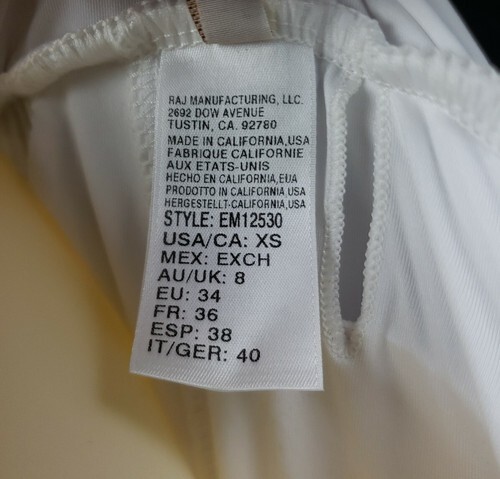 RAJ MANUFACTURING, LLC.
2692 DOW AVENUE
TUSTIN, CA. 92780
MADE IN CALIFORNIA,USA
FABRIQUE CALIFORNIE
AUX ETATS-UNIS
HECHO EN CALIFORNIA,EUA
PRODOTTO IN CALIFORNIA,USA
HERGESTELLT-CALIFORNIA,USA
STYLE: EM12530
USA/CA: XS
MEX: EXCH
AU/UK: 8
EU: 34
FR: 36
ESP: 38
IT/GER: 40